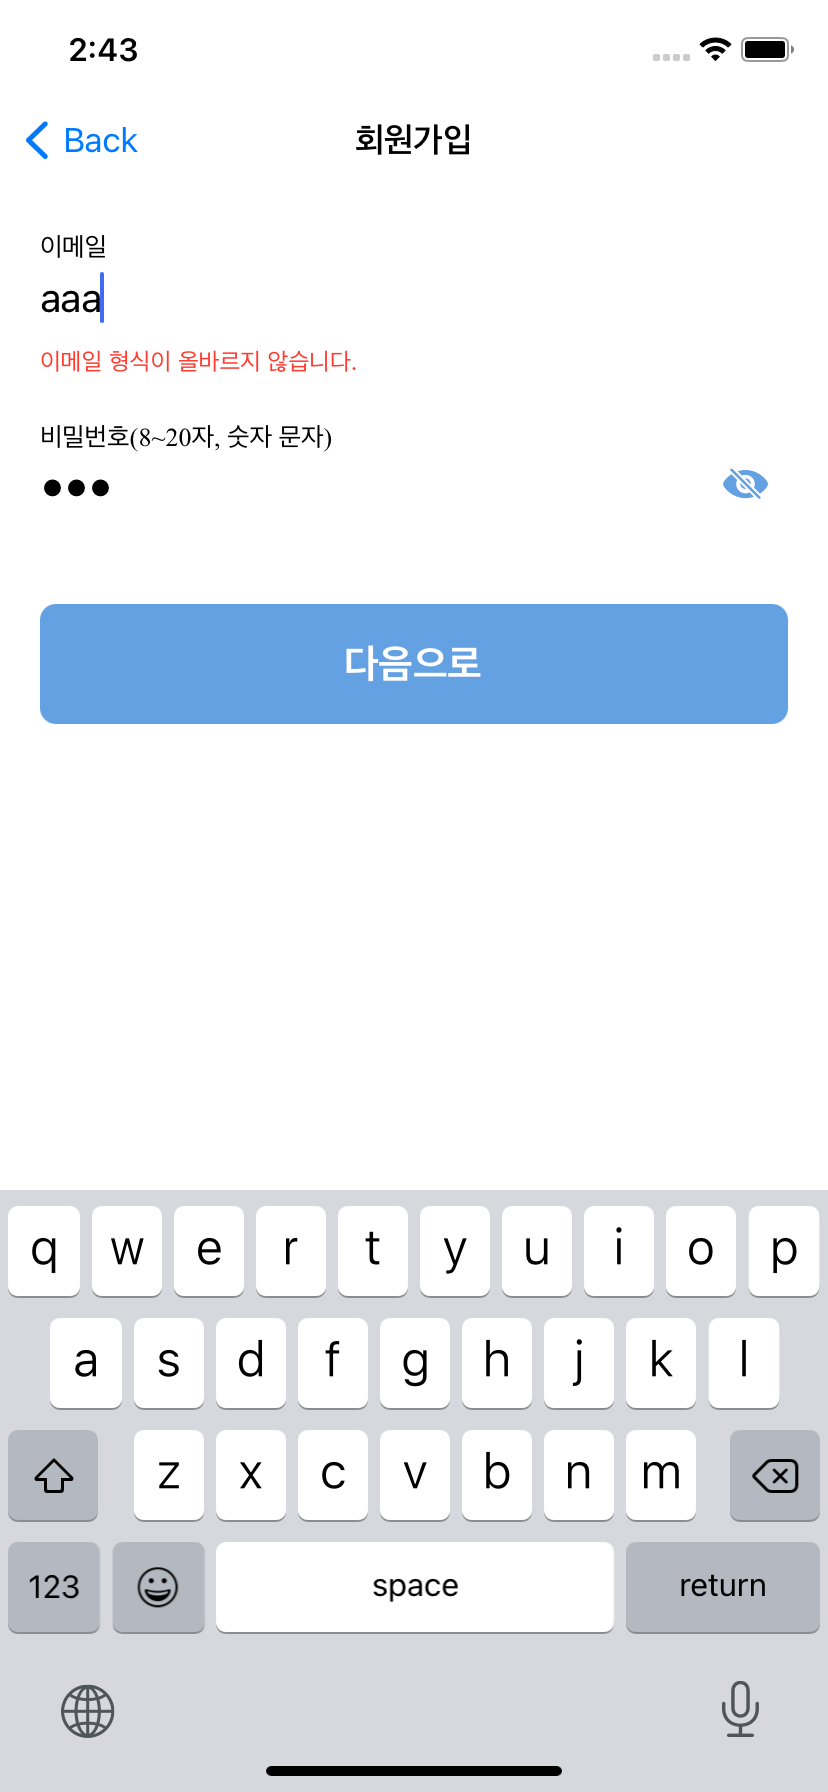 2:43
Back
회원가입
이메일
aaa
이메일 형식이 올바르지 않습니다.
비밀번호(8~20자, 숫자 문자)
●●●
다음으로
q w e r t y u i o p
a s d f g h j k l
z x c v b n m
123 space return